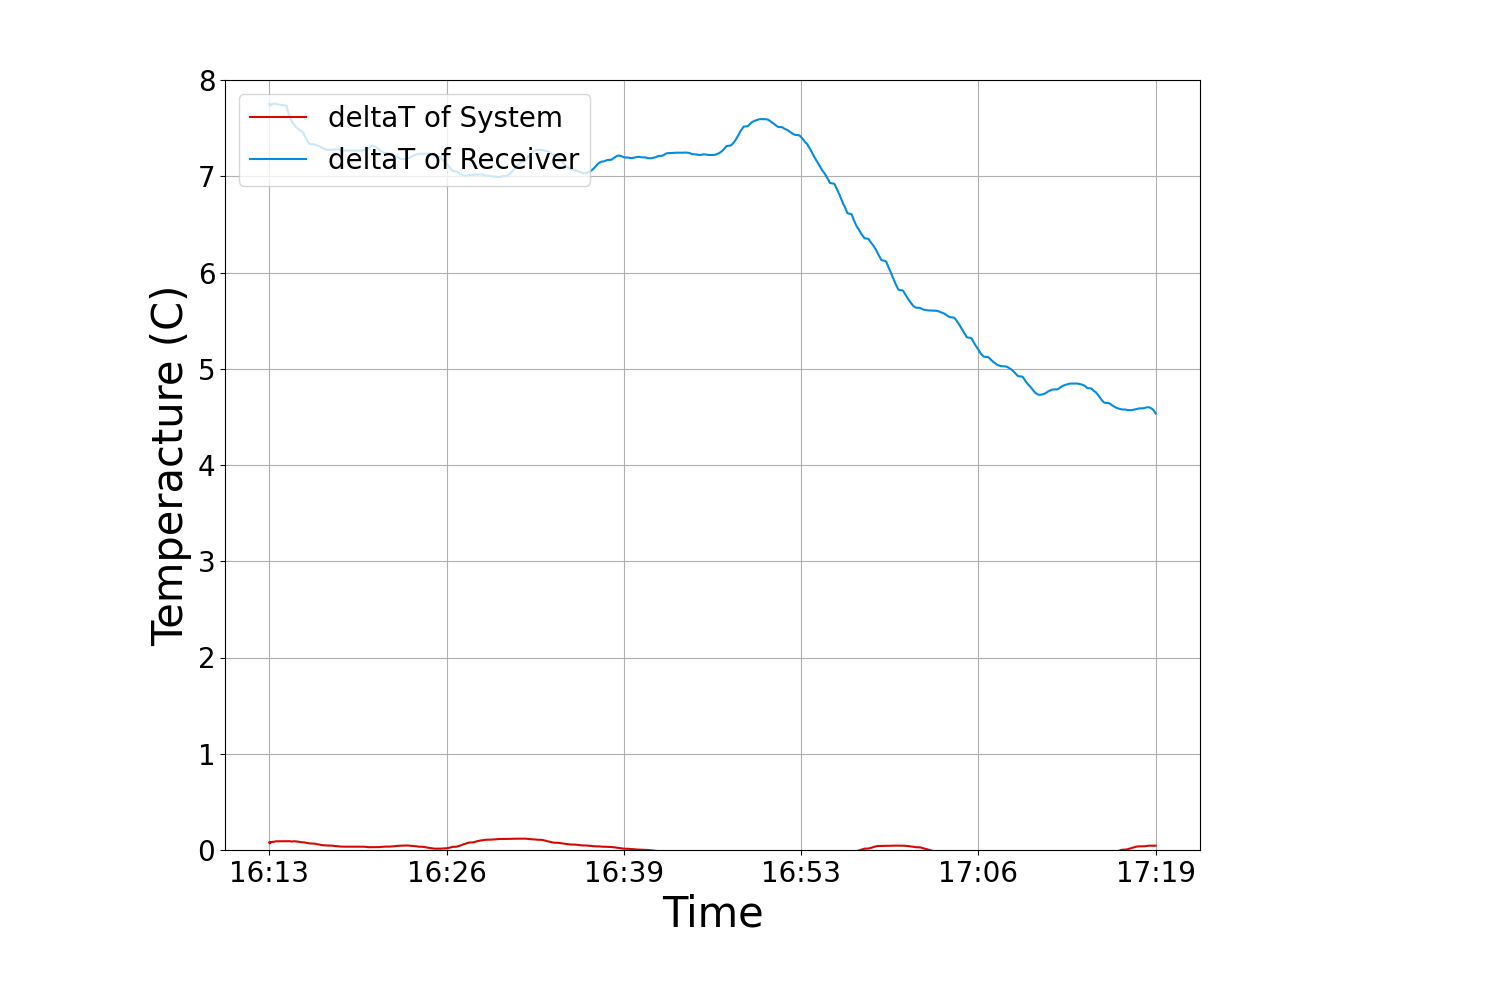 8
deltaT of System
deltaT of Receiver
7
6
5
4
3
2
1
0
Temperacture (C)
16:13 16:26 16:39 16:53 17:06 17:19
Time